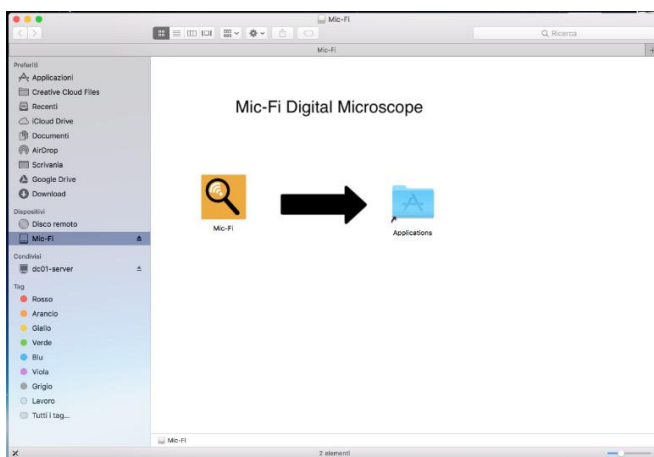 Mic-Fi
Ricerca
Mic-Fi
Preferiti
Applicazioni
Creative Cloud Files
Recenti
iCloud Drive
Documenti
AirDrop
Scrivania
Google Drive
Download
Dispositivi
Disco remoto
Mic-Fi
Condivisi
dc01-server
Tag
Rosso
Arancio
Giallo
Verde
Blu
Viola
Grigio
Lavoro
Tutti i tag...
Mic-Fi Digital Microscope
Mic-Fi
Applications
Mic-Fi
2 elementi